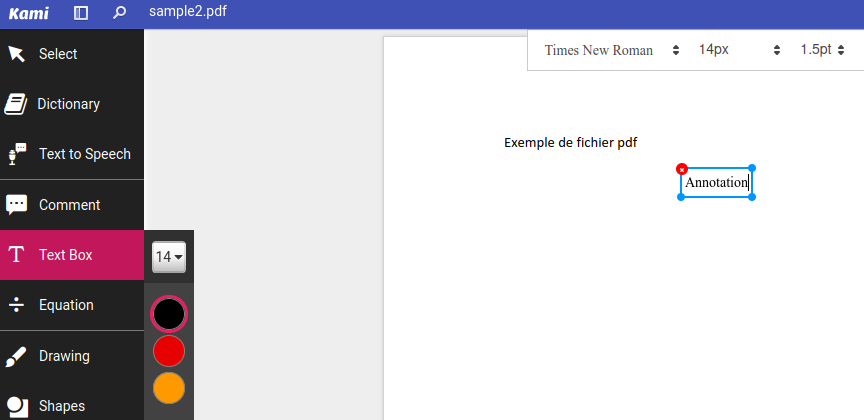 Kami
sample2.pdf
Times New Roman
14px
1.5pt
Select
Dictionary
Text to Speech
Comment
T Text Box
14
Equation
Drawing
Shapes
Exemple de fichier pdf
Annotation